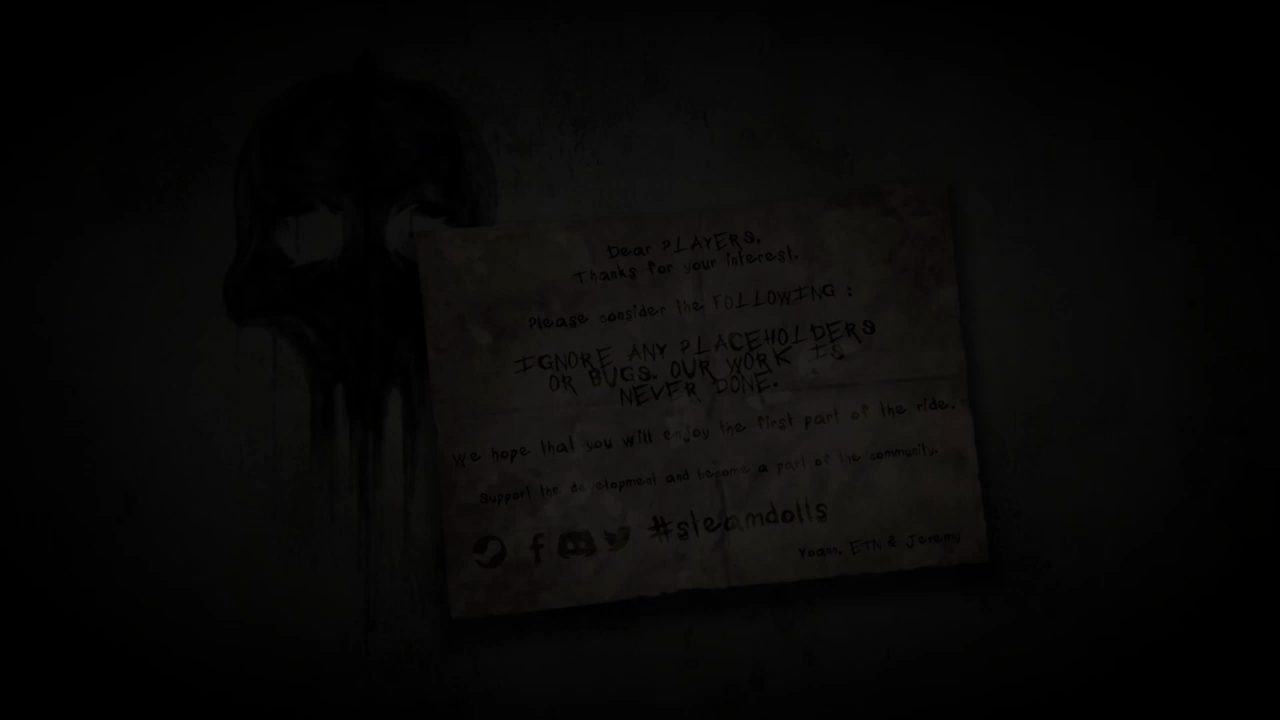 Dear PLAYERS,
Thanks for your interest.
Please consider the FOLLOWING :
IGNORE ANY PLACEHOLDERS
OR BUGS. OUR WORK IS
NEVER DONE.
We hope that you will enjoy the first part of the ride.
Support the development and become a part of the community.
#steamdolls
Yoam, ETN & Jeremy